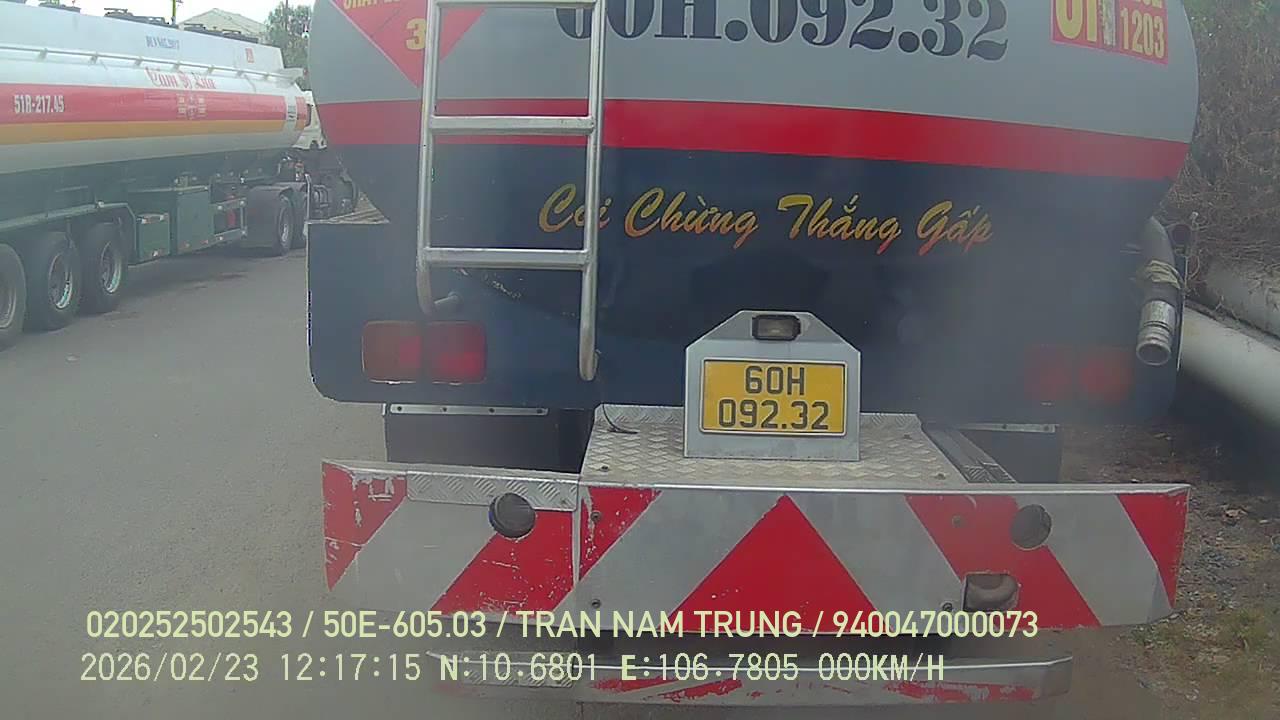 60H.092.32
3
1203
51R-217.45
Coi Chừng Thắng Gấp
60H
092.32
020252502543 / 50E-605.03 / TRAN NAM TRUNG / 940047000073
2026/02/23 12:17:15 N:10.6801 E:106.7805 000KM/H